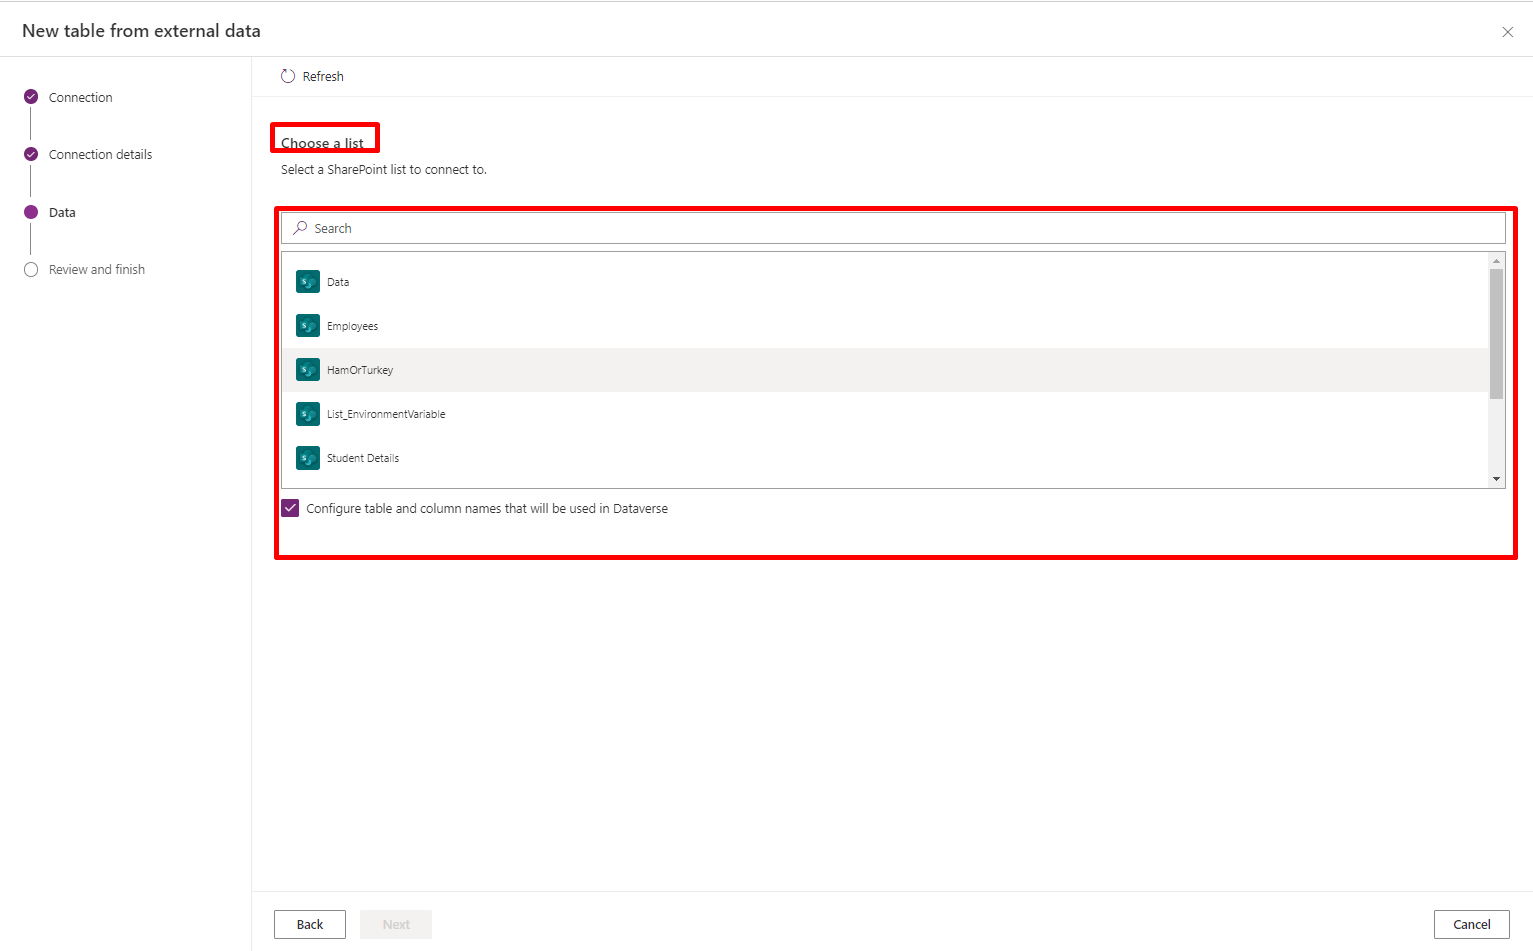 New table from external data
Connection
Connection details
Data
Review and finish
Refresh
Choose a list
Select a SharePoint list to connect to.
Search
Data
Employees
HamOrTurkey
List_EnvironmentVariable
Student Details
Configure table and column names that will be used in Dataverse
Back
Next
Cancel